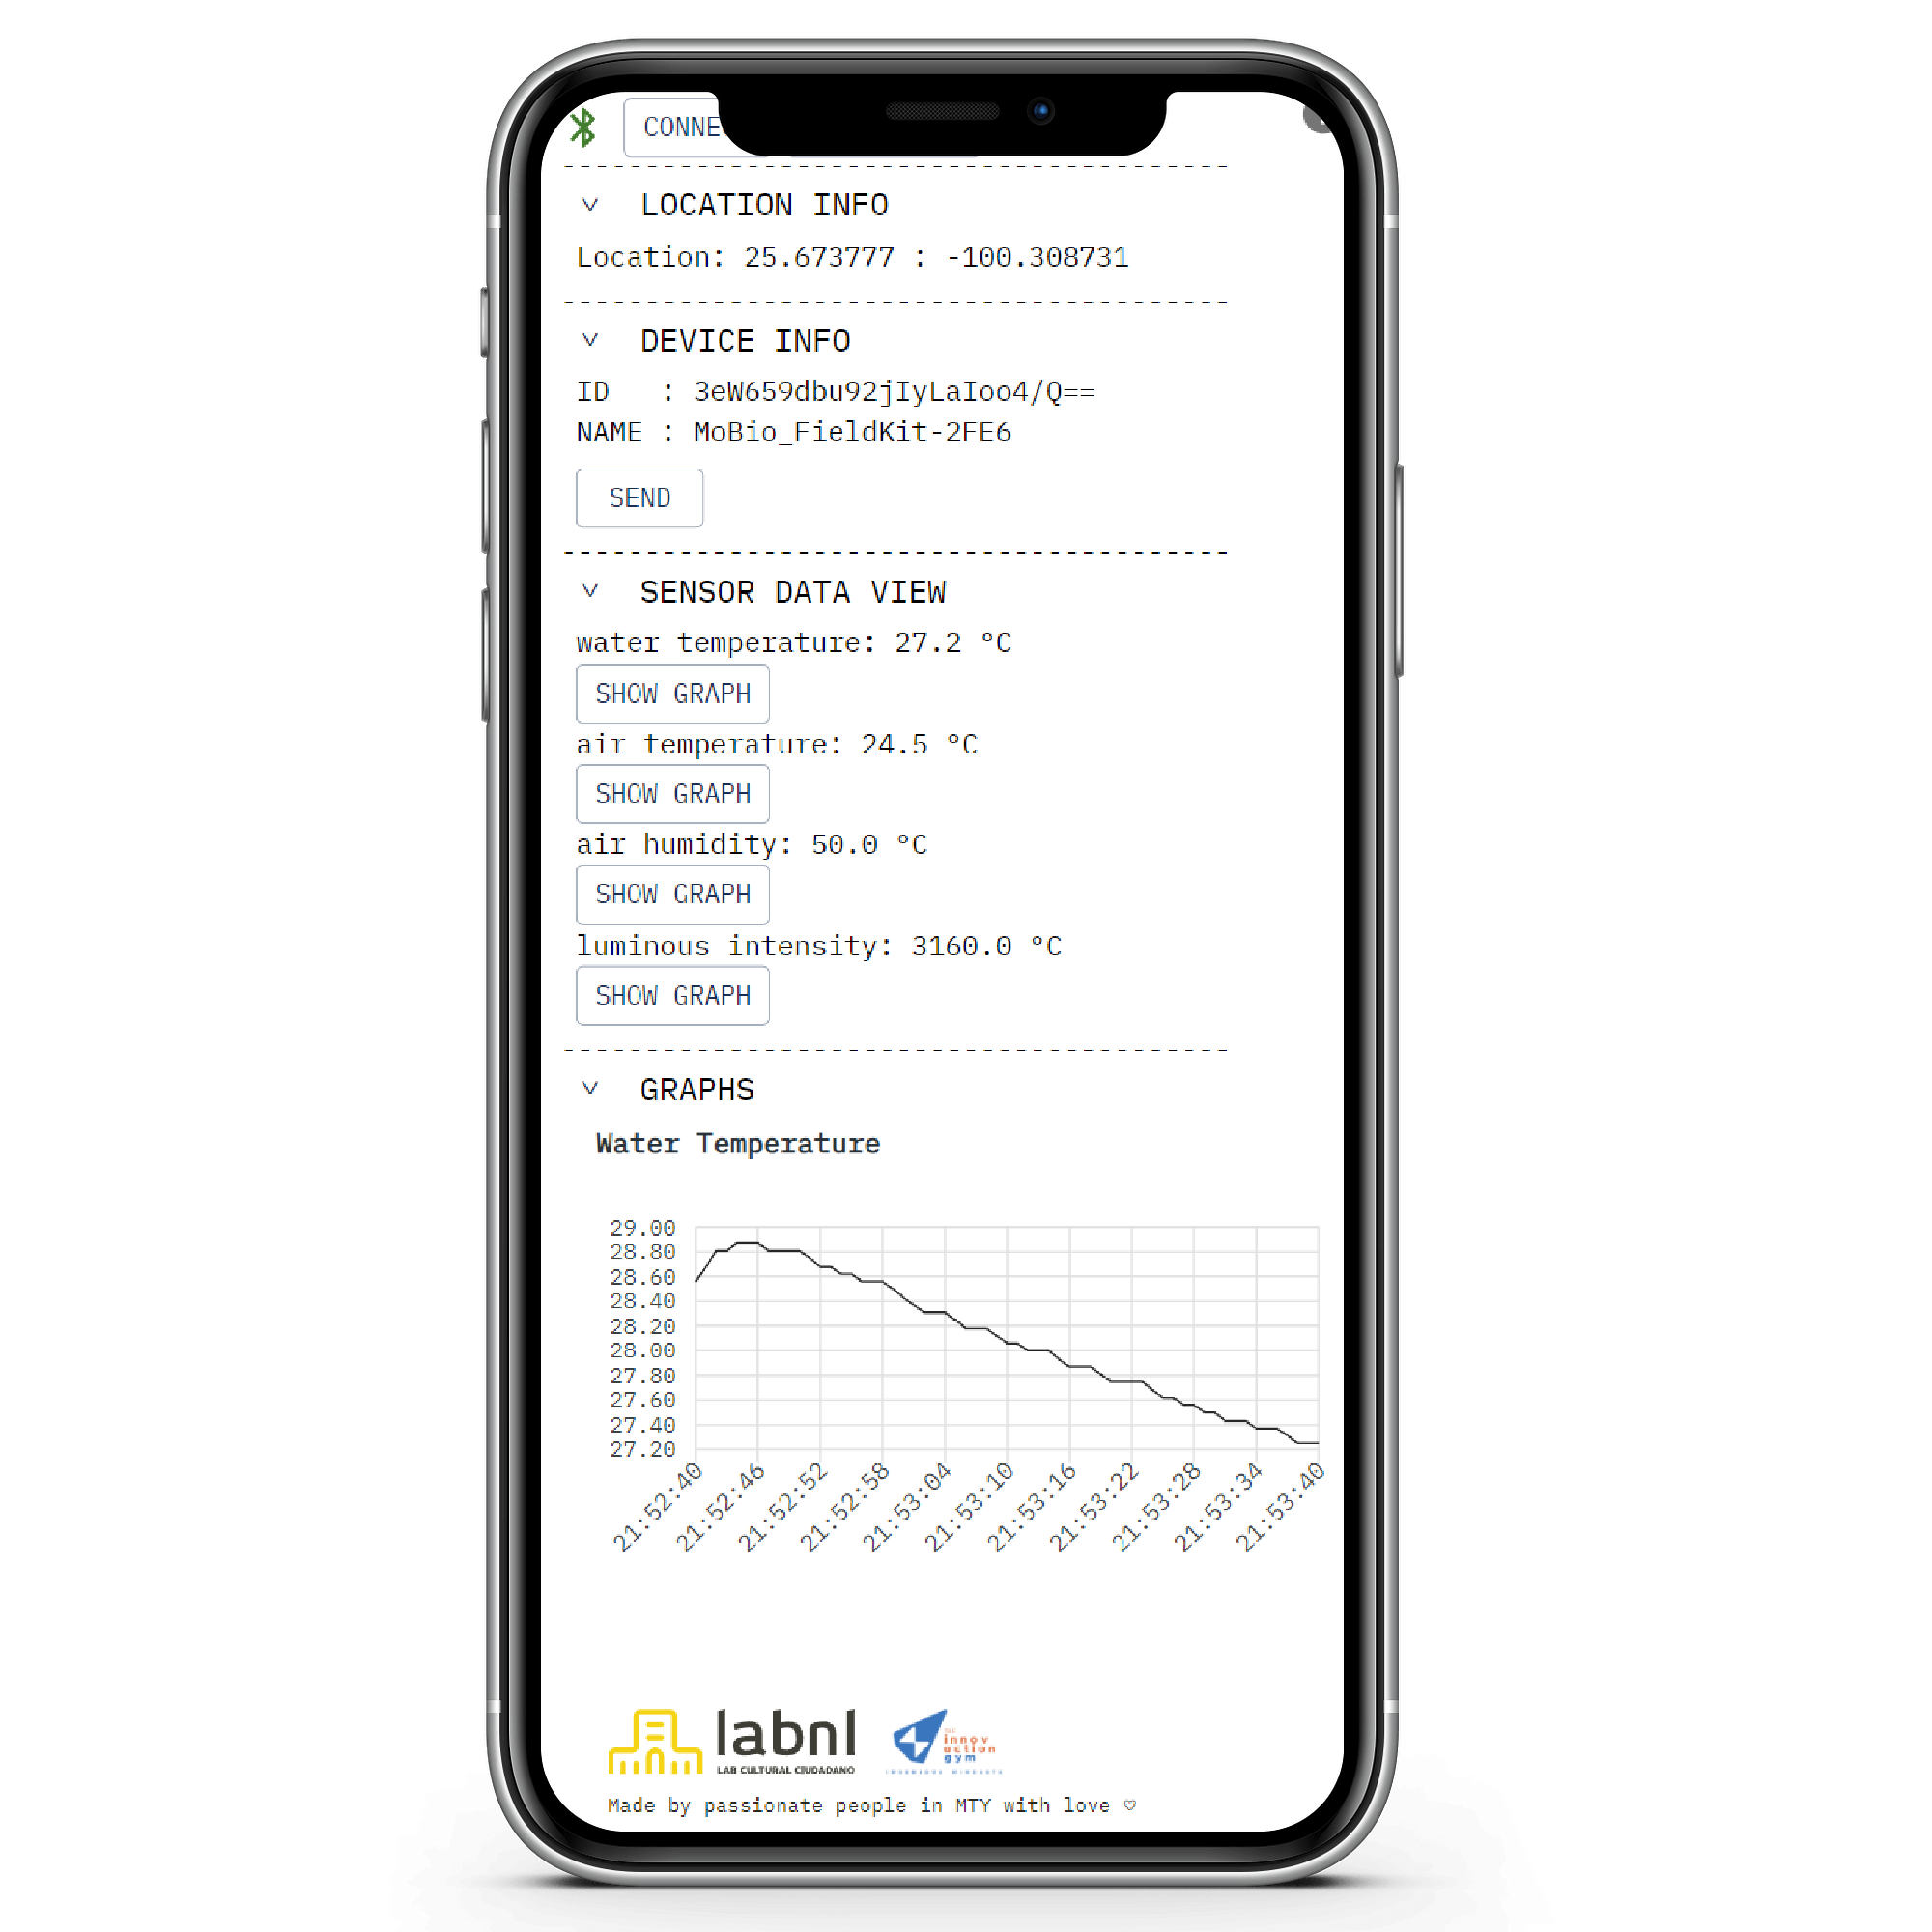 CONNE
LOCATION INFO
Location: 25.673777 : -100.308731
DEVICE INFO
ID : 3eW659dbu92jIyLaIoo4/Q==
NAME : MoBio_FieldKit-2FE6
SEND
SENSOR DATA VIEW
water temperature: 27.2 °C
SHOW GRAPH
air temperature: 24.5 °C
SHOW GRAPH
air humidity: 50.0 °C
SHOW GRAPH
luminous intensity: 3160.0 °C
SHOW GRAPH
GRAPHS
Water Temperature
29.00
28.80
28.60
28.40
28.20
28.00
27.80
27.60
27.40
27.20
21:52:40
21:52:46
21:52:52
21:52:58
21:53:04
21:53:10
21:53:16
21:53:22
21:53:28
21:53:34
21:53:40
labnl
LAB CULTURAL CIUDADANO
innov
action
gym
Made by passionate people in MTY with love ♡